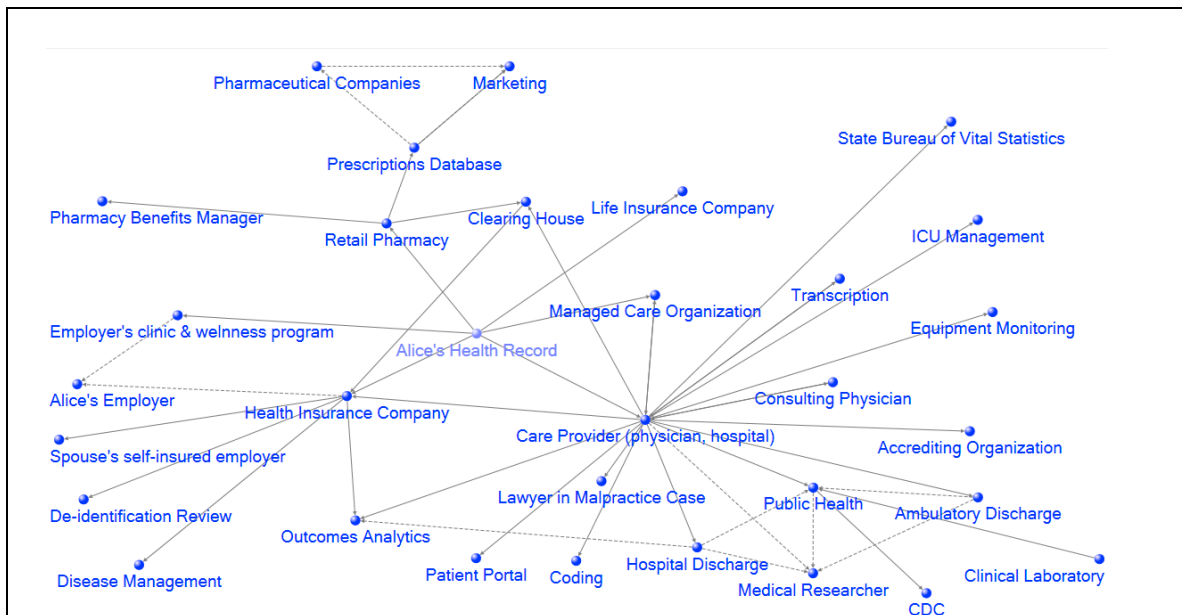 Pharmaceutical Companies
Marketing
State Bureau of Vital Statistics
Prescriptions Database
Pharmacy Benefits Manager
Clearing House
Life Insurance Company
Retail Pharmacy
ICU Management
Transcription
Managed Care Organization
Employer's clinic & welnness program
Equipment Monitoring
Alice's Health Record
Alice's Employer
Health Insurance Company
Consulting Physician
Care Provider (physician, hospital)
Accrediting Organization
Spouse's self-insured employer
Lawyer in Malpractice Case
Public Health
Ambulatory Discharge
De-identification Review
Outcomes Analytics
Hospital Discharge
Disease Management
Patient Portal
Coding
Medical Researcher
Clinical Laboratory
CDC